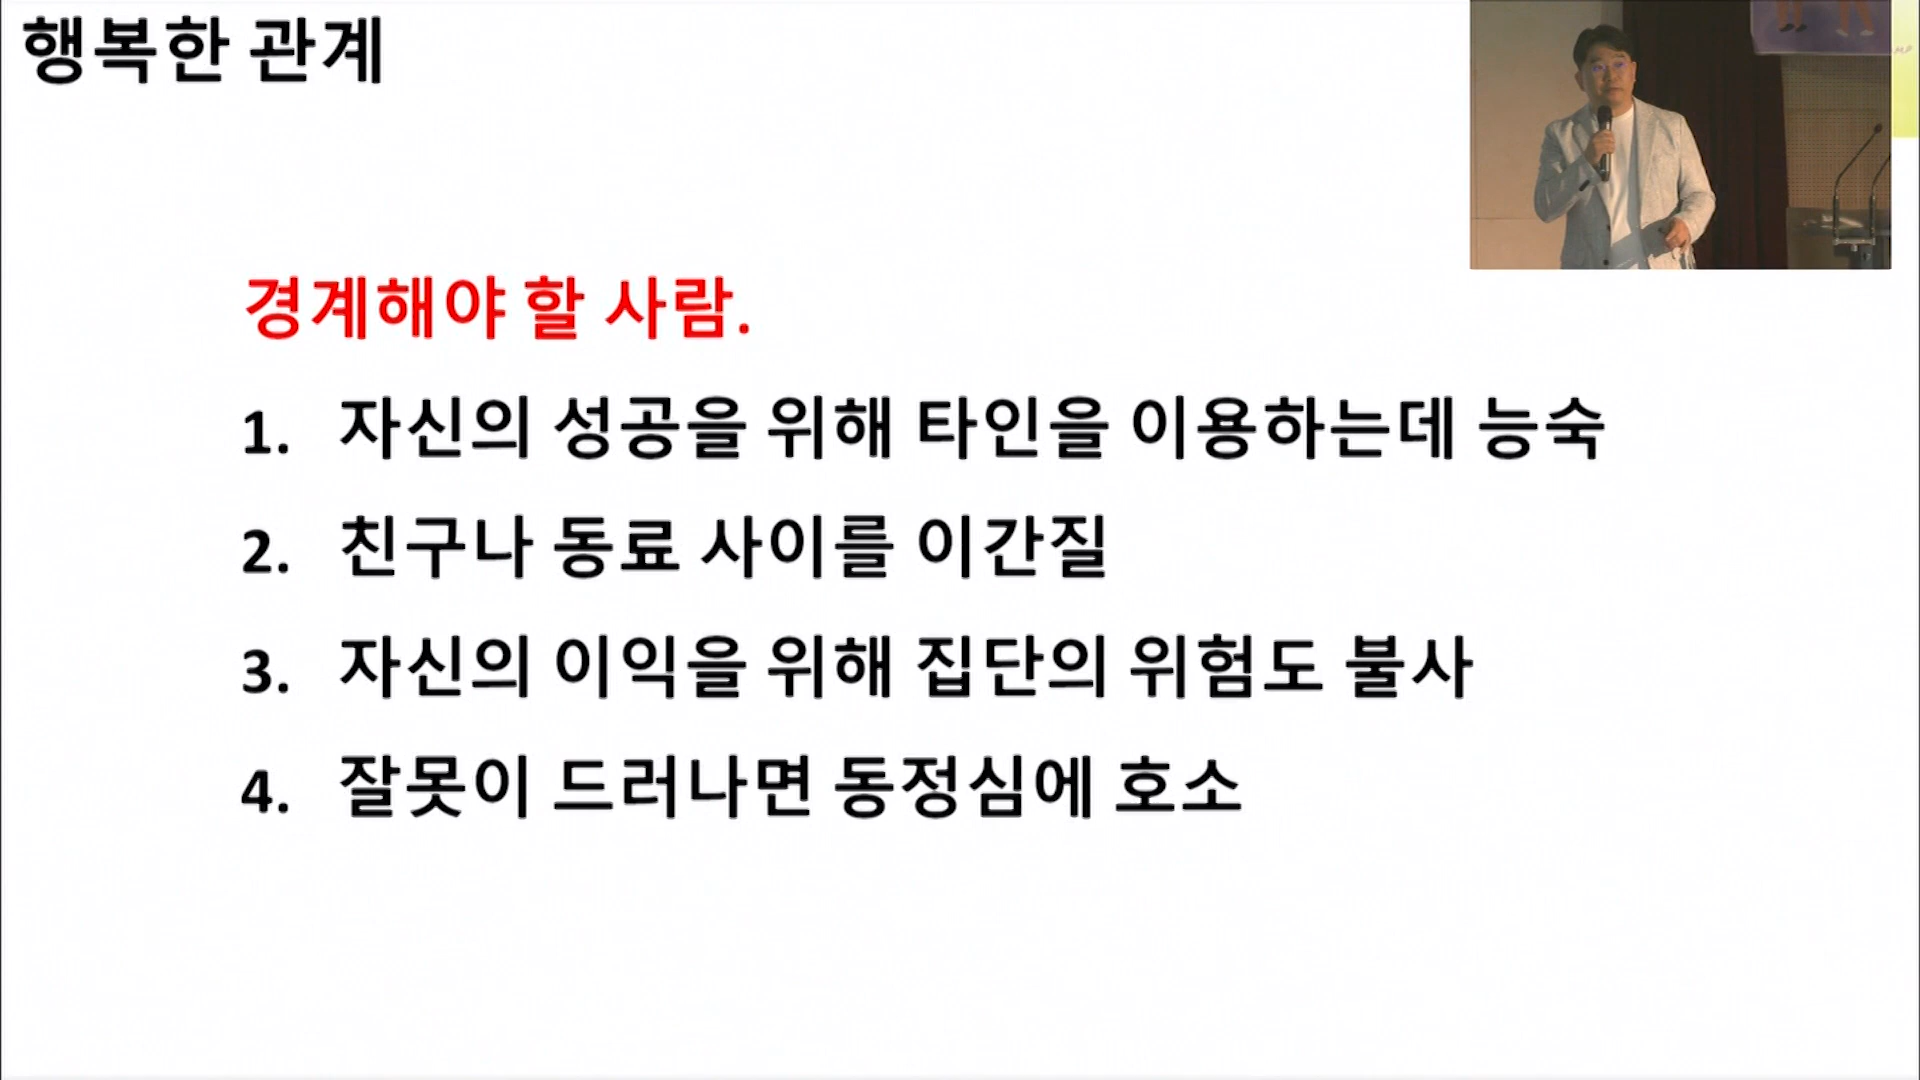 행복한 관계
경계해야 할 사람.
1. 자신의 성공을 위해 타인을 이용하는데 능숙
2. 친구나 동료 사이를 이간질
3. 자신의 이익을 위해 집단의 위험도 불사
4. 잘못이 드러나면 동정심에 호소